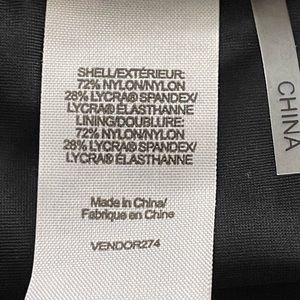 SHELL/EXTÉRIEUR:
72% NYLON/NYLON
28% LYCRA® SPANDEX/
LYCRA® ÉLASTHANNE
LINING/DOUBLURE:
72% NYLON/NYLON
28% LYCRA® SPANDEX/
LYCRA® ÉLASTHANNE
Made in China/
Fabriqué en Chine
VENDOR274
CHINA